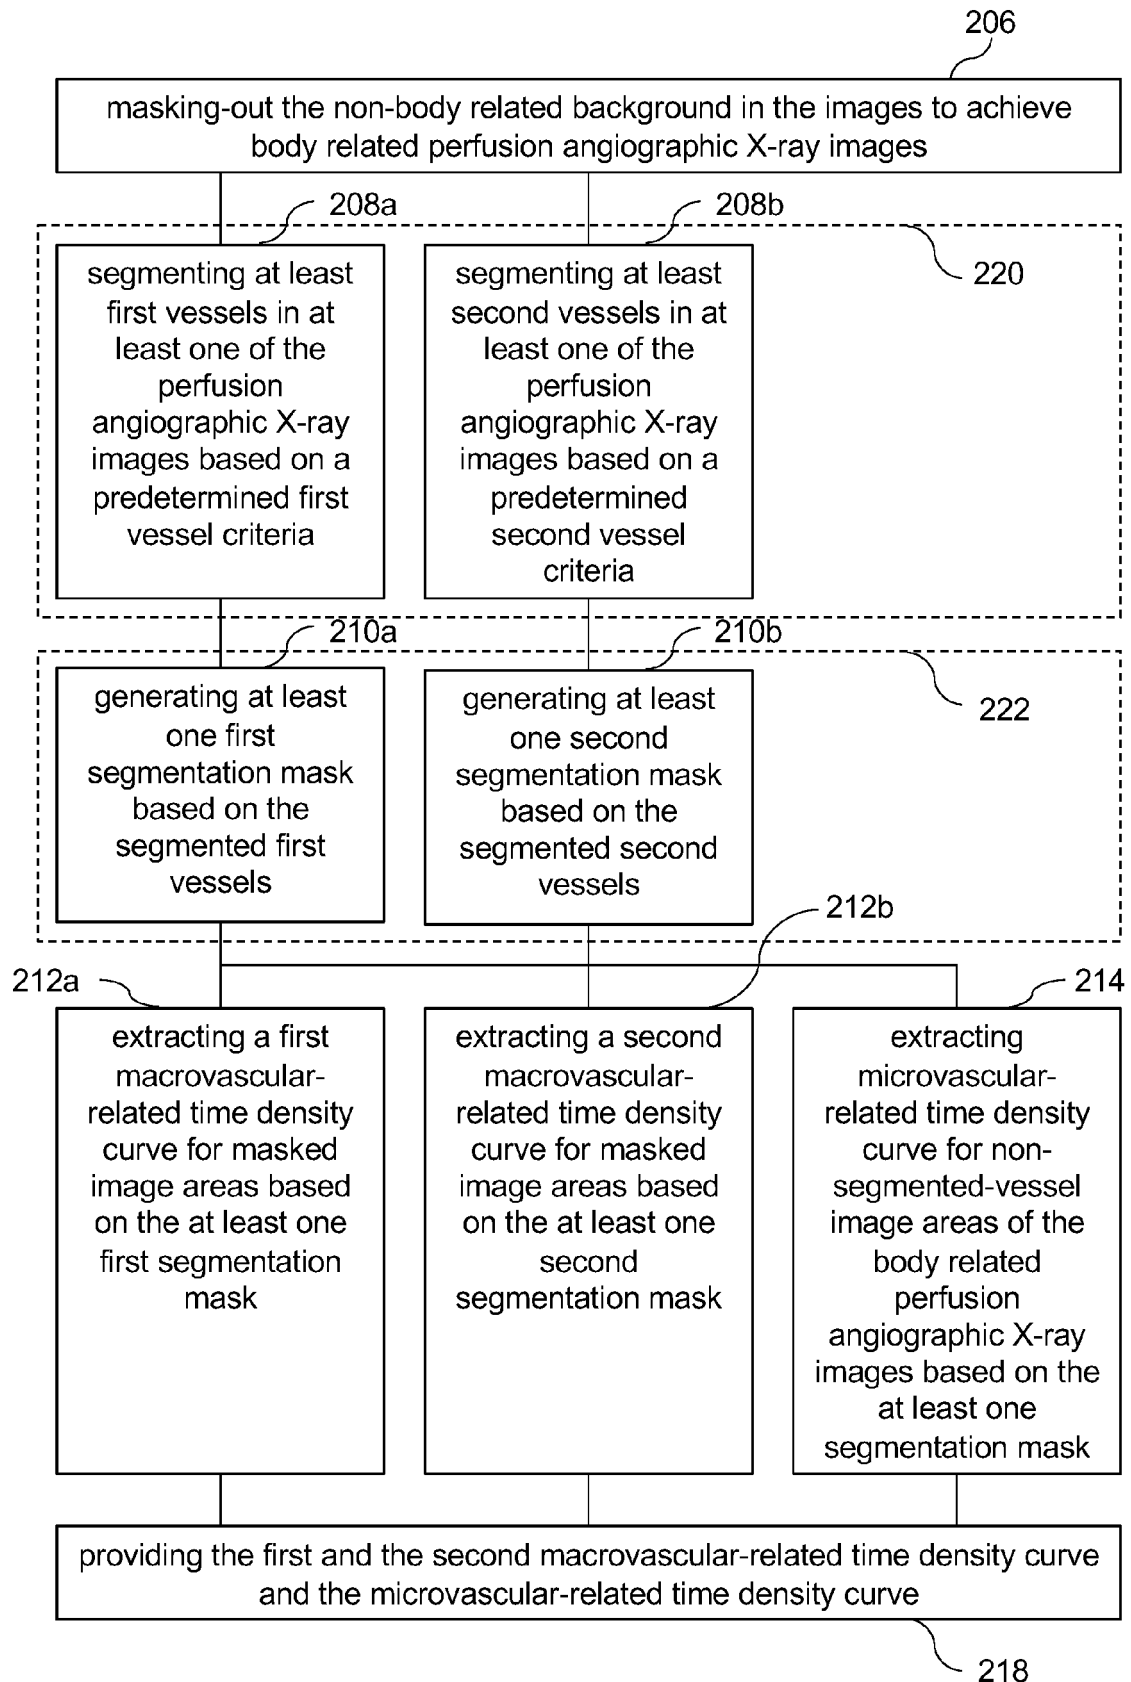 206
masking-out the non-body related background in the images to achieve
body related perfusion angiographic X-ray images
208a
208b
220
segmenting at least
first vessels in at
least one of the
perfusion
angiographic X-ray
images based on a
predetermined first
vessel criteria
segmenting at least
second vessels in at
least one of the
perfusion
angiographic X-ray
images based on a
predetermined
second vessel
criteria
210a
210b
222
generating at least
one first
segmentation mask
based on the
segmented first
vessels
generating at least
one second
segmentation mask
based on the
segmented second
vessels
212b
212a
214
extracting a first
macrovascular-
related time density
curve for masked
image areas based
on the at least one
first segmentation
mask
extracting a second
macrovascular-
related time density
curve for masked
image areas based
on the at least one
second
segmentation mask
extracting
microvascular-
related time density
curve for non-
segmented-vessel
image areas of the
body related
perfusion
angiographic X-ray
images based on the
at least one
segmentation mask
providing the first and the second macrovascular-related time density curve
and the microvascular-related time density curve
218